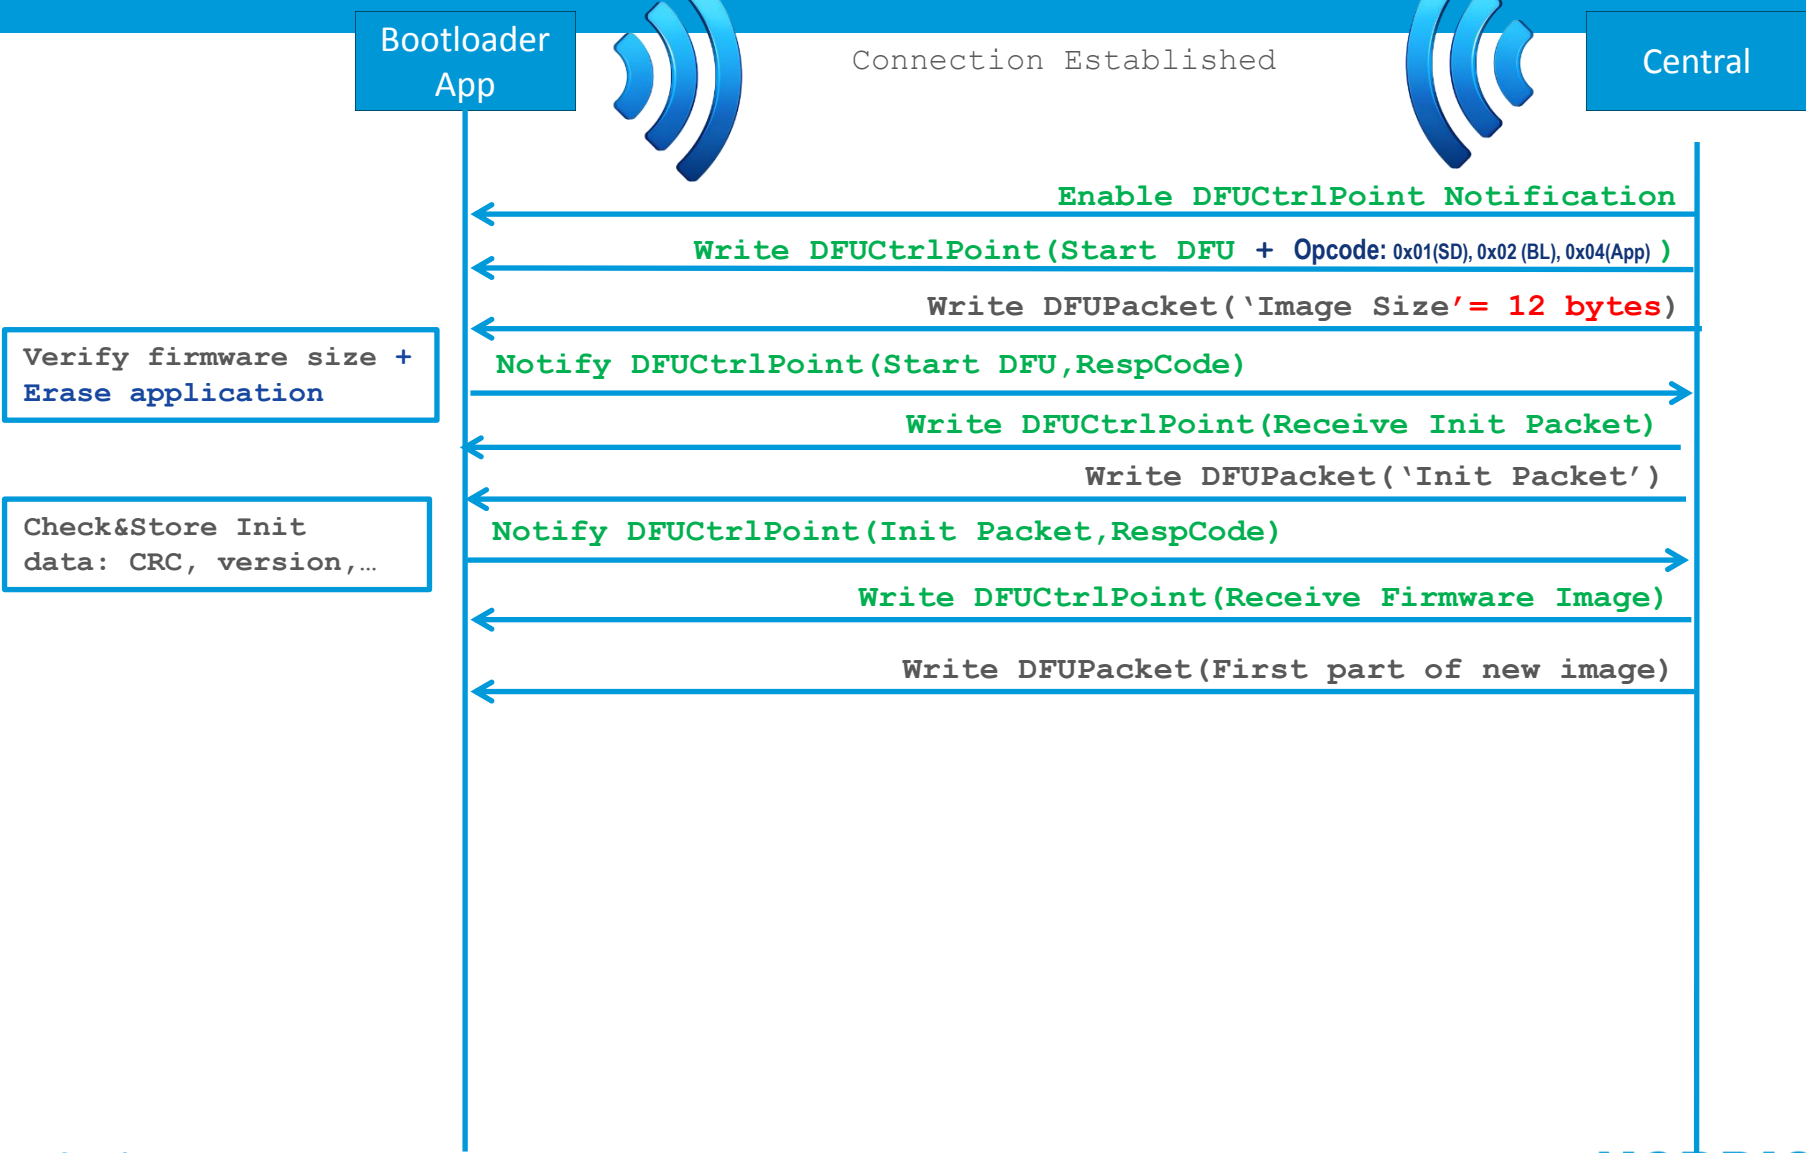 Bootloader
App
Connection Established
Central
Enable DFUCtrlPoint Notification
Write DFUCtrlPoint(Start DFU + Opcode: 0x01(SD), 0x02 (BL), 0x04(App) )
Write DFUPacket(‘Image Size’= 12 bytes)
Verify firmware size +
Erase application
Notify DFUCtrlPoint(Start DFU,RespCode)
Write DFUCtrlPoint(Receive Init Packet)
Write DFUPacket(‘Init Packet’)
Check&Store Init
data: CRC, version,…
Notify DFUCtrlPoint(Init Packet,RespCode)
Write DFUCtrlPoint(Receive Firmware Image)
Write DFUPacket(First part of new image)